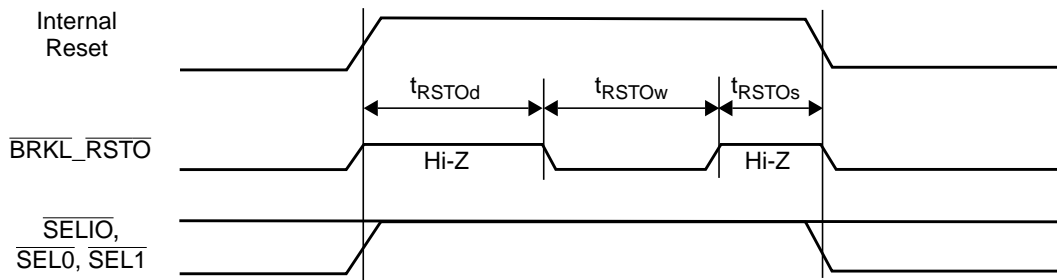 Internal
Reset
tRSTOd
tRSTOw
tRSTOs
BRKL_RSTO
Hi-Z
Hi-Z
SELIO,
SEL0, SEL1